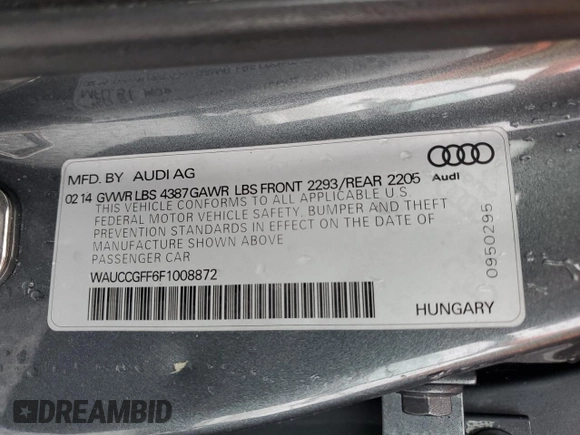 MFD. BY AUDI AG
Audi
02 14 GVWR LBS 4387 GAWR LBS FRONT 2293/REAR 2205
THIS VEHICLE CONFORMS TO ALL APPLICABLE U.S.
FEDERAL MOTOR VEHICLE SAFETY, BUMPER AND THEFT
PREVENTION STANDARDS IN EFFECT ON THE DATE OF
MANUFACTURE SHOWN ABOVE
PASSENGER CAR
0950295
WAUCCGFF6F1008872
HUNGARY
DREAMBID